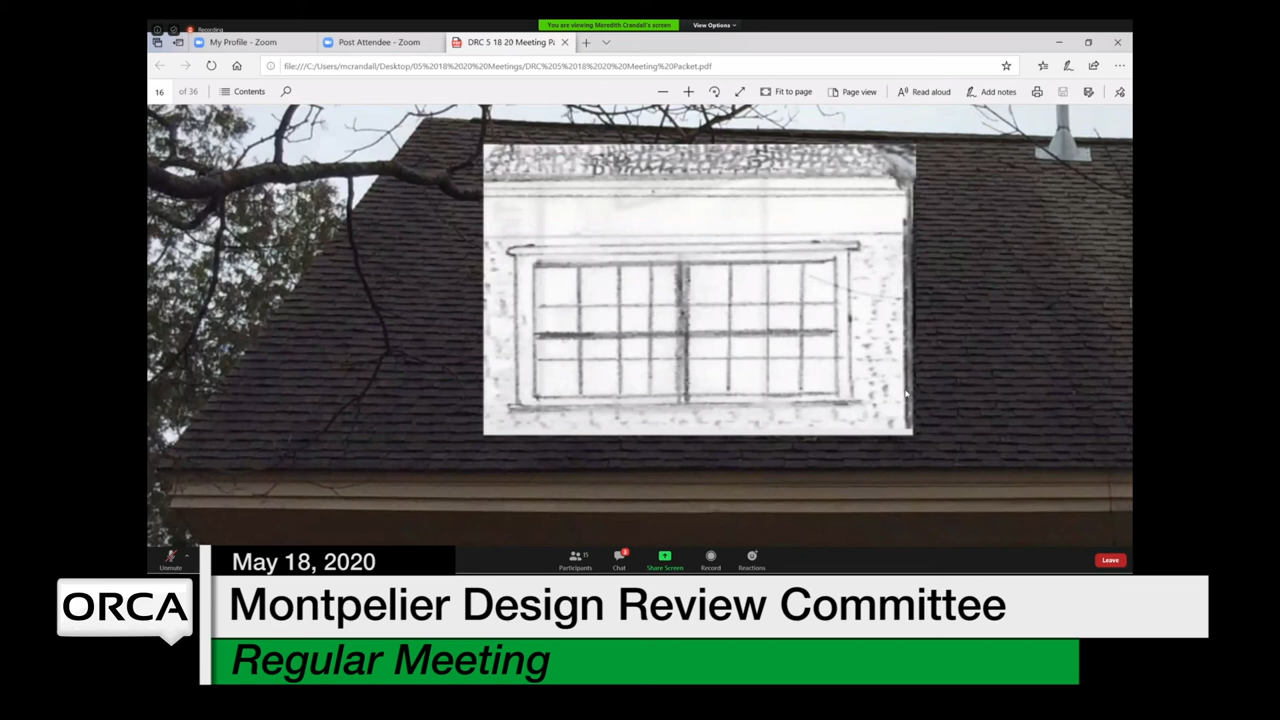 Recording
You are viewing Meredith Crandall's screen
View Options
My Profile - Zoom
Post Attendee - Zoom
DRC 5 18 20 Meeting Pa
file:///C:/Users/mcrandall/Desktop/05%2018%2020%20Meetings/DRC%205%2018%2020%20Meeting%20Packet.pdf
16 of 36
Contents
Fit to page
Page view
Read aloud
Add notes
Unmute
Participants
15
Chat
Share Screen
Record
Reactions
Leave
May 18, 2020
ORCA
Montpelier Design Review Committee
Regular Meeting